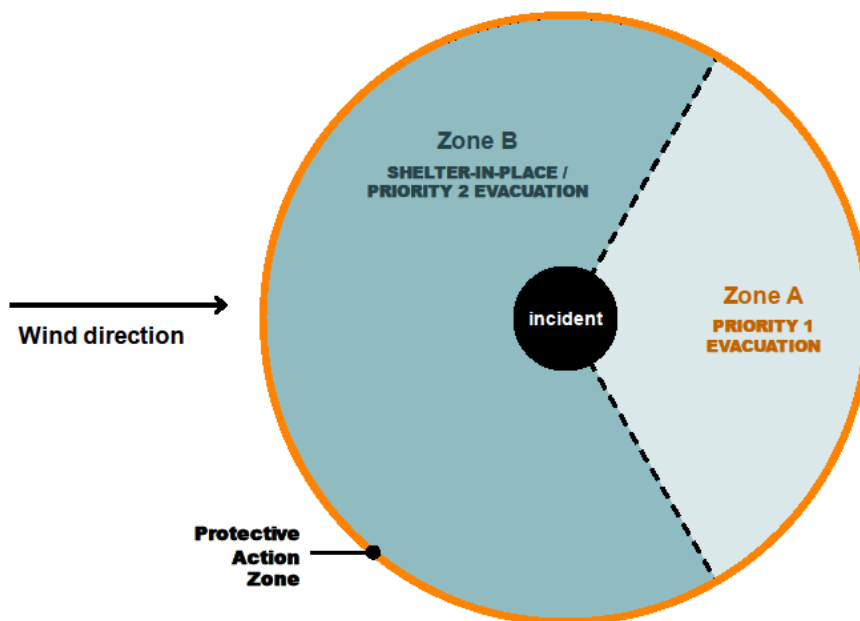 Zone B
SHELTER-IN-PLACE /
PRIORITY 2 EVACUATION
Wind direction
incident
Zone A
PRIORITY 1
EVACUATION
Protective
Action
Zone